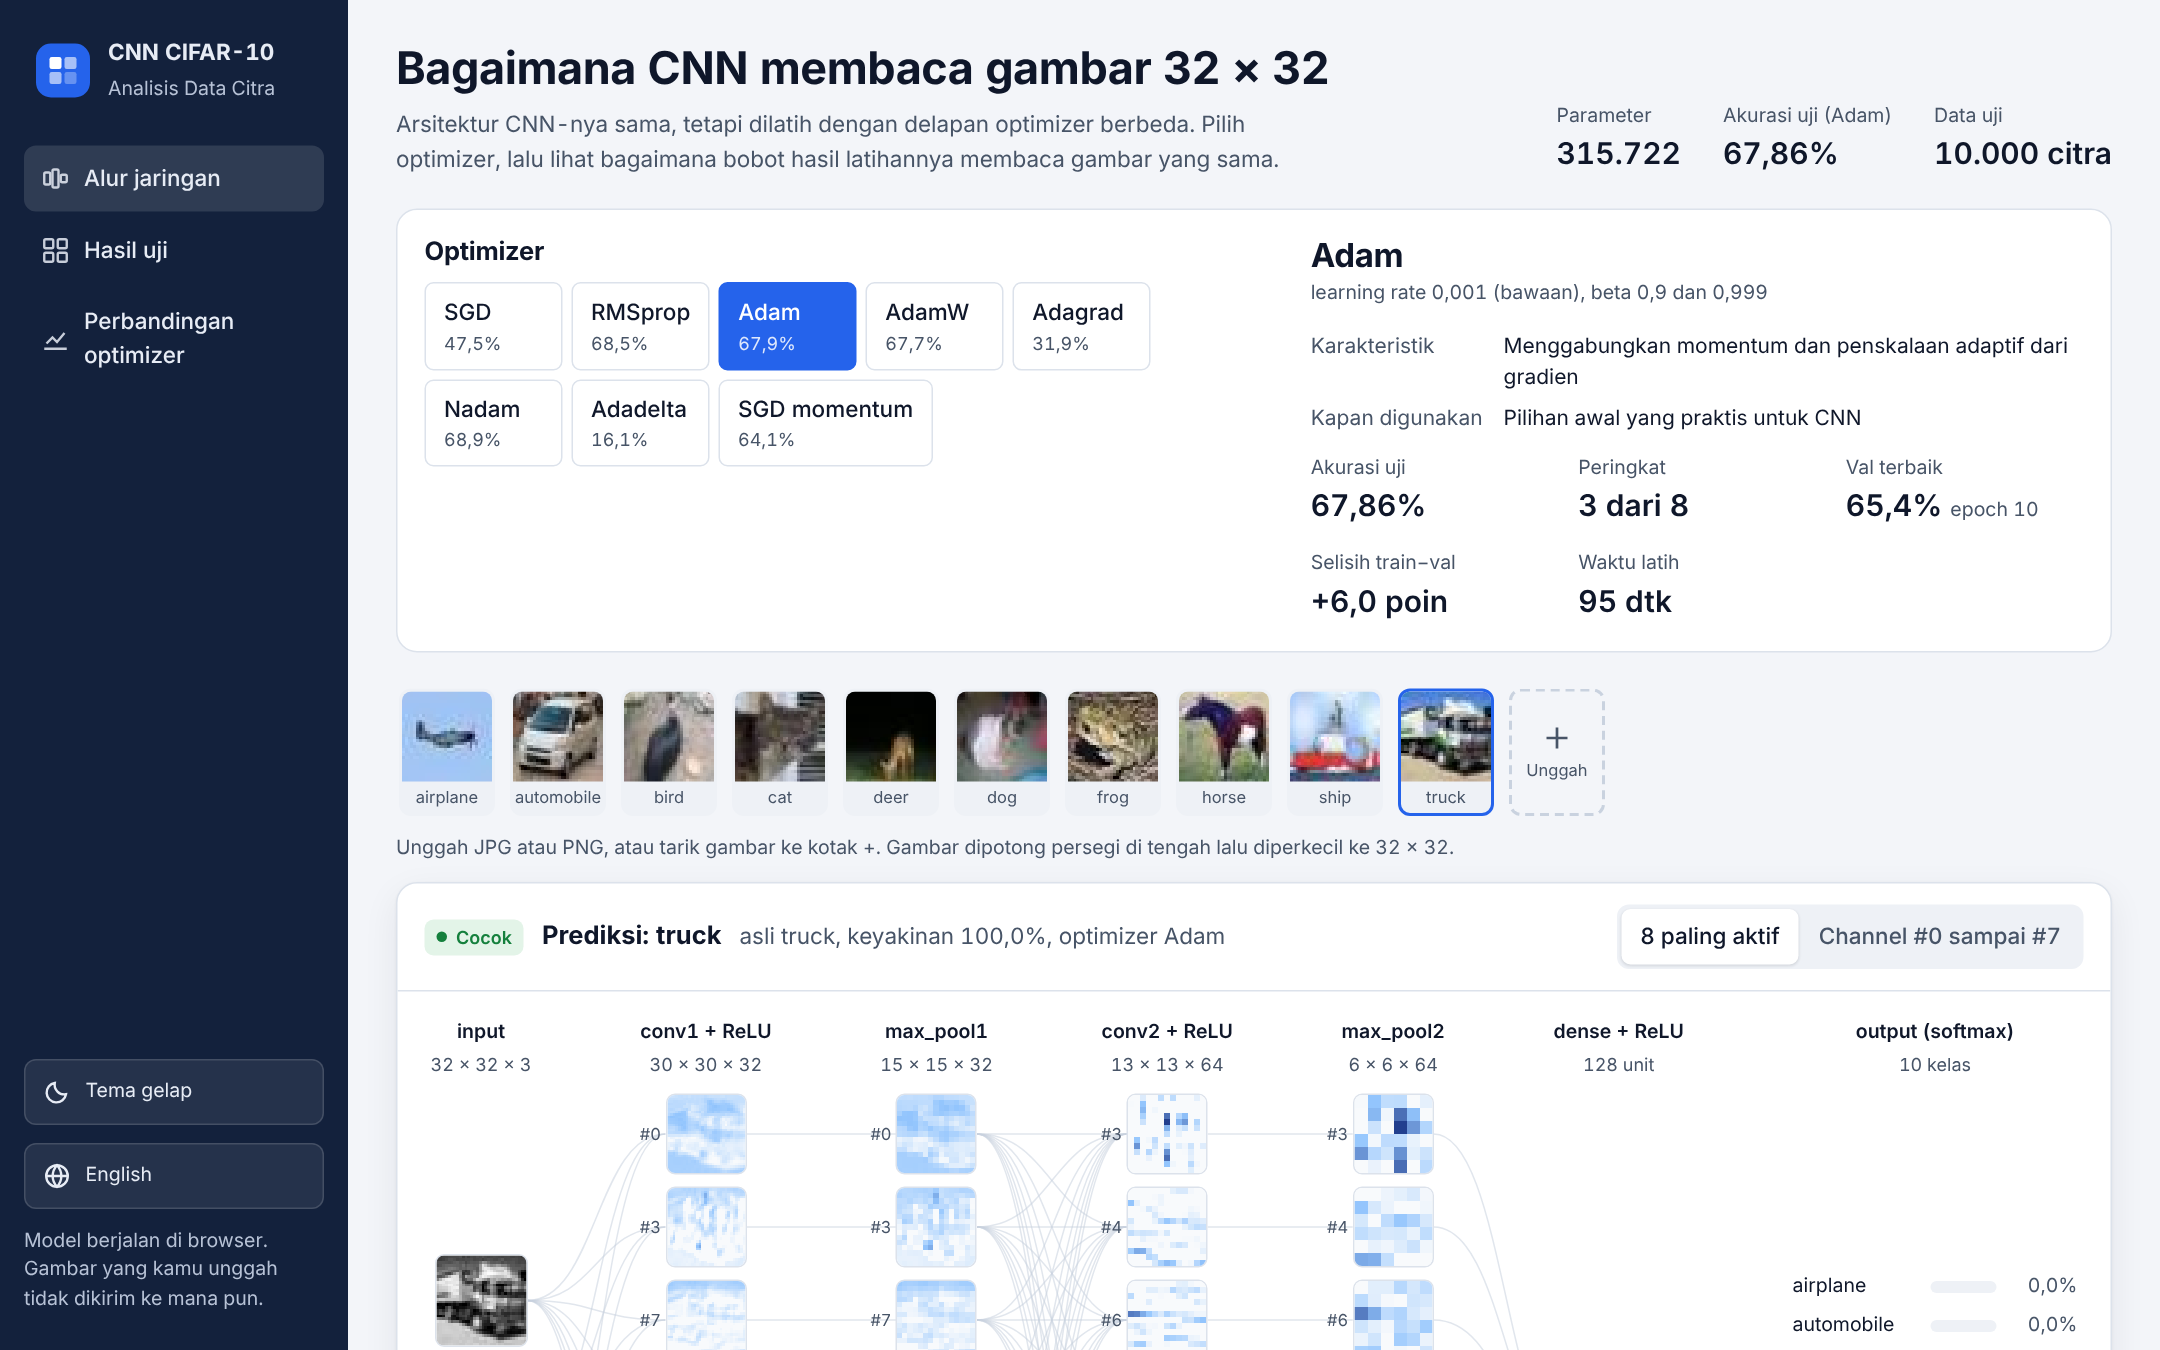 CNN CIFAR-10
Analisis Data Citra
Alur jaringan
Hasil uji
Perbandingan
optimizer
Tema gelap
English
Model berjalan di browser.
Gambar yang kamu unggah
tidak dikirim ke mana pun.
Bagaimana CNN membaca gambar 32 × 32
Arsitektur CNN-nya sama, tetapi dilatih dengan delapan optimizer berbeda. Pilih
optimizer, lalu lihat bagaimana bobot hasil latihannya membaca gambar yang sama.
Parameter
315.722
Akurasi uji (Adam)
67,86%
Data uji
10.000 citra
Optimizer
SGD
47,5%
RMSprop
68,5%
Adam
67,9%
AdamW
67,7%
Adagrad
31,9%
Nadam
68,9%
Adadelta
16,1%
SGD momentum
64,1%
Adam
learning rate 0,001 (bawaan), beta 0,9 dan 0,999
Karakteristik
Menggabungkan momentum dan penskalaan adaptif dari
gradien
Kapan digunakan
Pilihan awal yang praktis untuk CNN
Akurasi uji
67,86%
Peringkat
3 dari 8
Val terbaik
65,4% epoch 10
Selisih train–val
+6,0 poin
Waktu latih
95 dtk
airplane
automobile
bird
cat
deer
dog
frog
horse
ship
truck
Unggah
Unggah JPG atau PNG, atau tarik gambar ke kotak +. Gambar dipotong persegi di tengah lalu diperkecil ke 32 × 32.
Cocok
Prediksi: truck
asli truck, keyakinan 100,0%, optimizer Adam
8 paling aktif
Channel #0 sampai #7
input
32 × 32 × 3
conv1 + ReLU
30 × 30 × 32
max_pool1
15 × 15 × 32
conv2 + ReLU
13 × 13 × 64
max_pool2
6 × 6 × 64
dense + ReLU
128 unit
output (softmax)
10 kelas
#0
#0
#3
#3
#3
#3
#4
#4
#7
#7
#6
#6
airplane
0,0%
automobile
0,0%